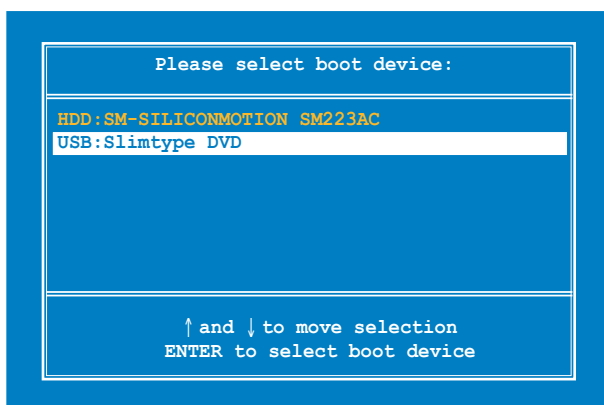 Please select boot device:
HDD:SM-SILICONMOTION SM223AC
USB:Slimtype DVD
↑ and ↓ to move selection
ENTER to select boot device